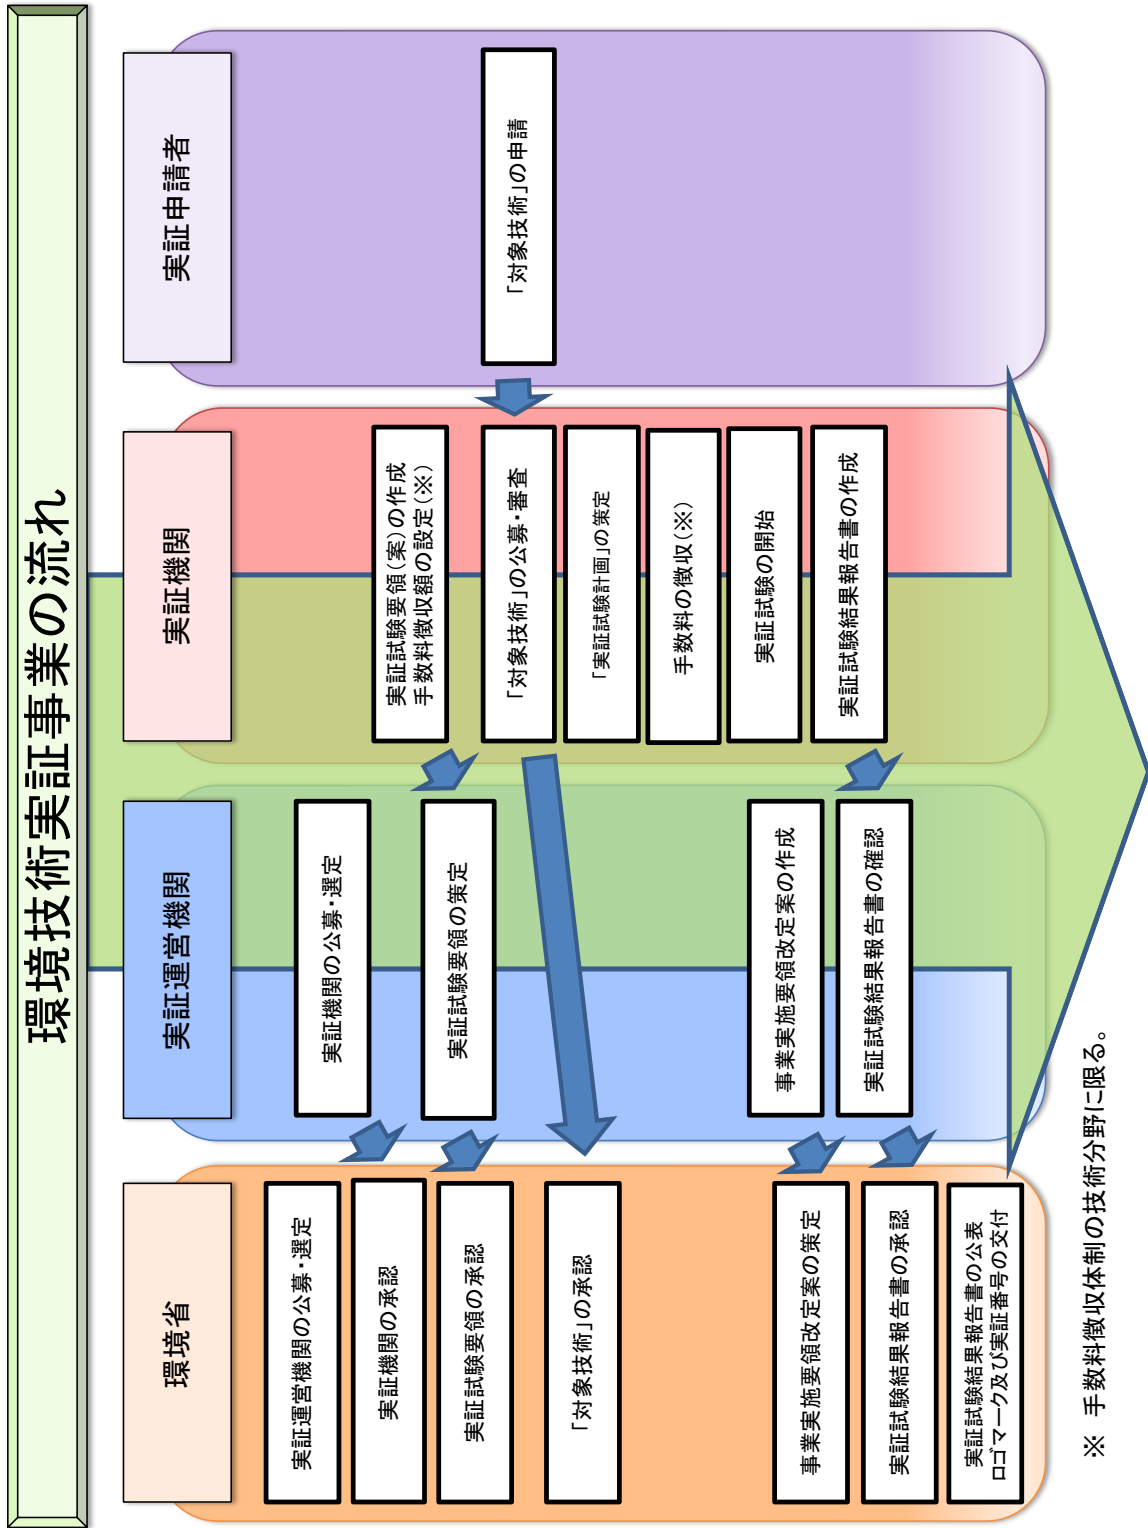 環境技術実証事業の流れ
環境省
実証運営機関
実証機関
実証申請者
実証運営機関の公募・選定
実証機関の承認
実証試験要領の承認
「対象技術」の承認
事業実施要領改定案の策定
実証試験結果報告書の承認
実証試験結果報告書の公表
ロゴマーク及び実証番号の交付
実証機関の公募・選定
実証試験要領の策定
事業実施要領改定案の作成
実証試験結果報告書の確認
実証試験要領(案)の作成
手数料徴収額の設定(※)
「対象技術」の公募・審査
「実証試験計画」の策定
手数料の徴収(※)
実証試験の開始
実証試験結果報告書の作成
「対象技術」の申請
※ 手数料徴収体制の技術分野に限る。